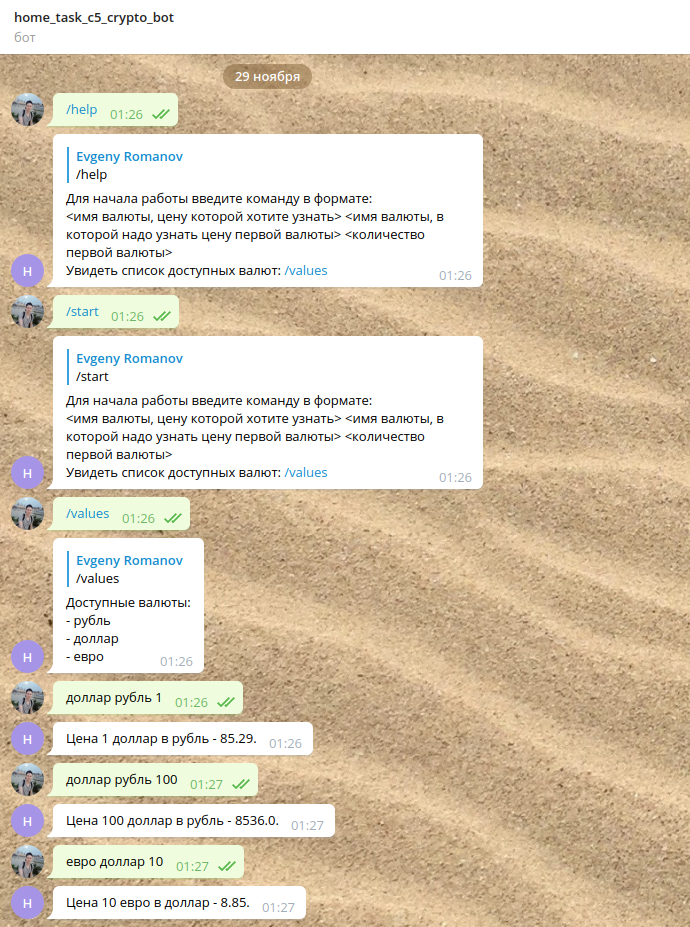 home_task_c5_crypto_bot
бот
29 ноября
/help 01:26
Evgeny Romanov
/help
Для начала работы введите команду в формате:
<имя валюты, цену которой хотите узнать> <имя валюты, в
которой надо узнать цену первой валюты> <количество
первой валюты>
Увидеть список доступных валют: /values
Н 01:26
/start 01:26
Evgeny Romanov
/start
Для начала работы введите команду в формате:
<имя валюты, цену которой хотите узнать> <имя валюты, в
которой надо узнать цену первой валюты> <количество
первой валюты>
Увидеть список доступных валют: /values
Н 01:26
/values 01:26
Evgeny Romanov
/values
Доступные валюты:
- рубль
- доллар
Н - евро 01:26
доллар рубль 1 01:26
Н Цена 1 доллар в рубль - 85.29. 01:26
доллар рубль 100 01:27
Н Цена 100 доллар в рубль - 8536.0. 01:27
евро доллар 10 01:27
Н Цена 10 евро в доллар - 8.85. 01:27